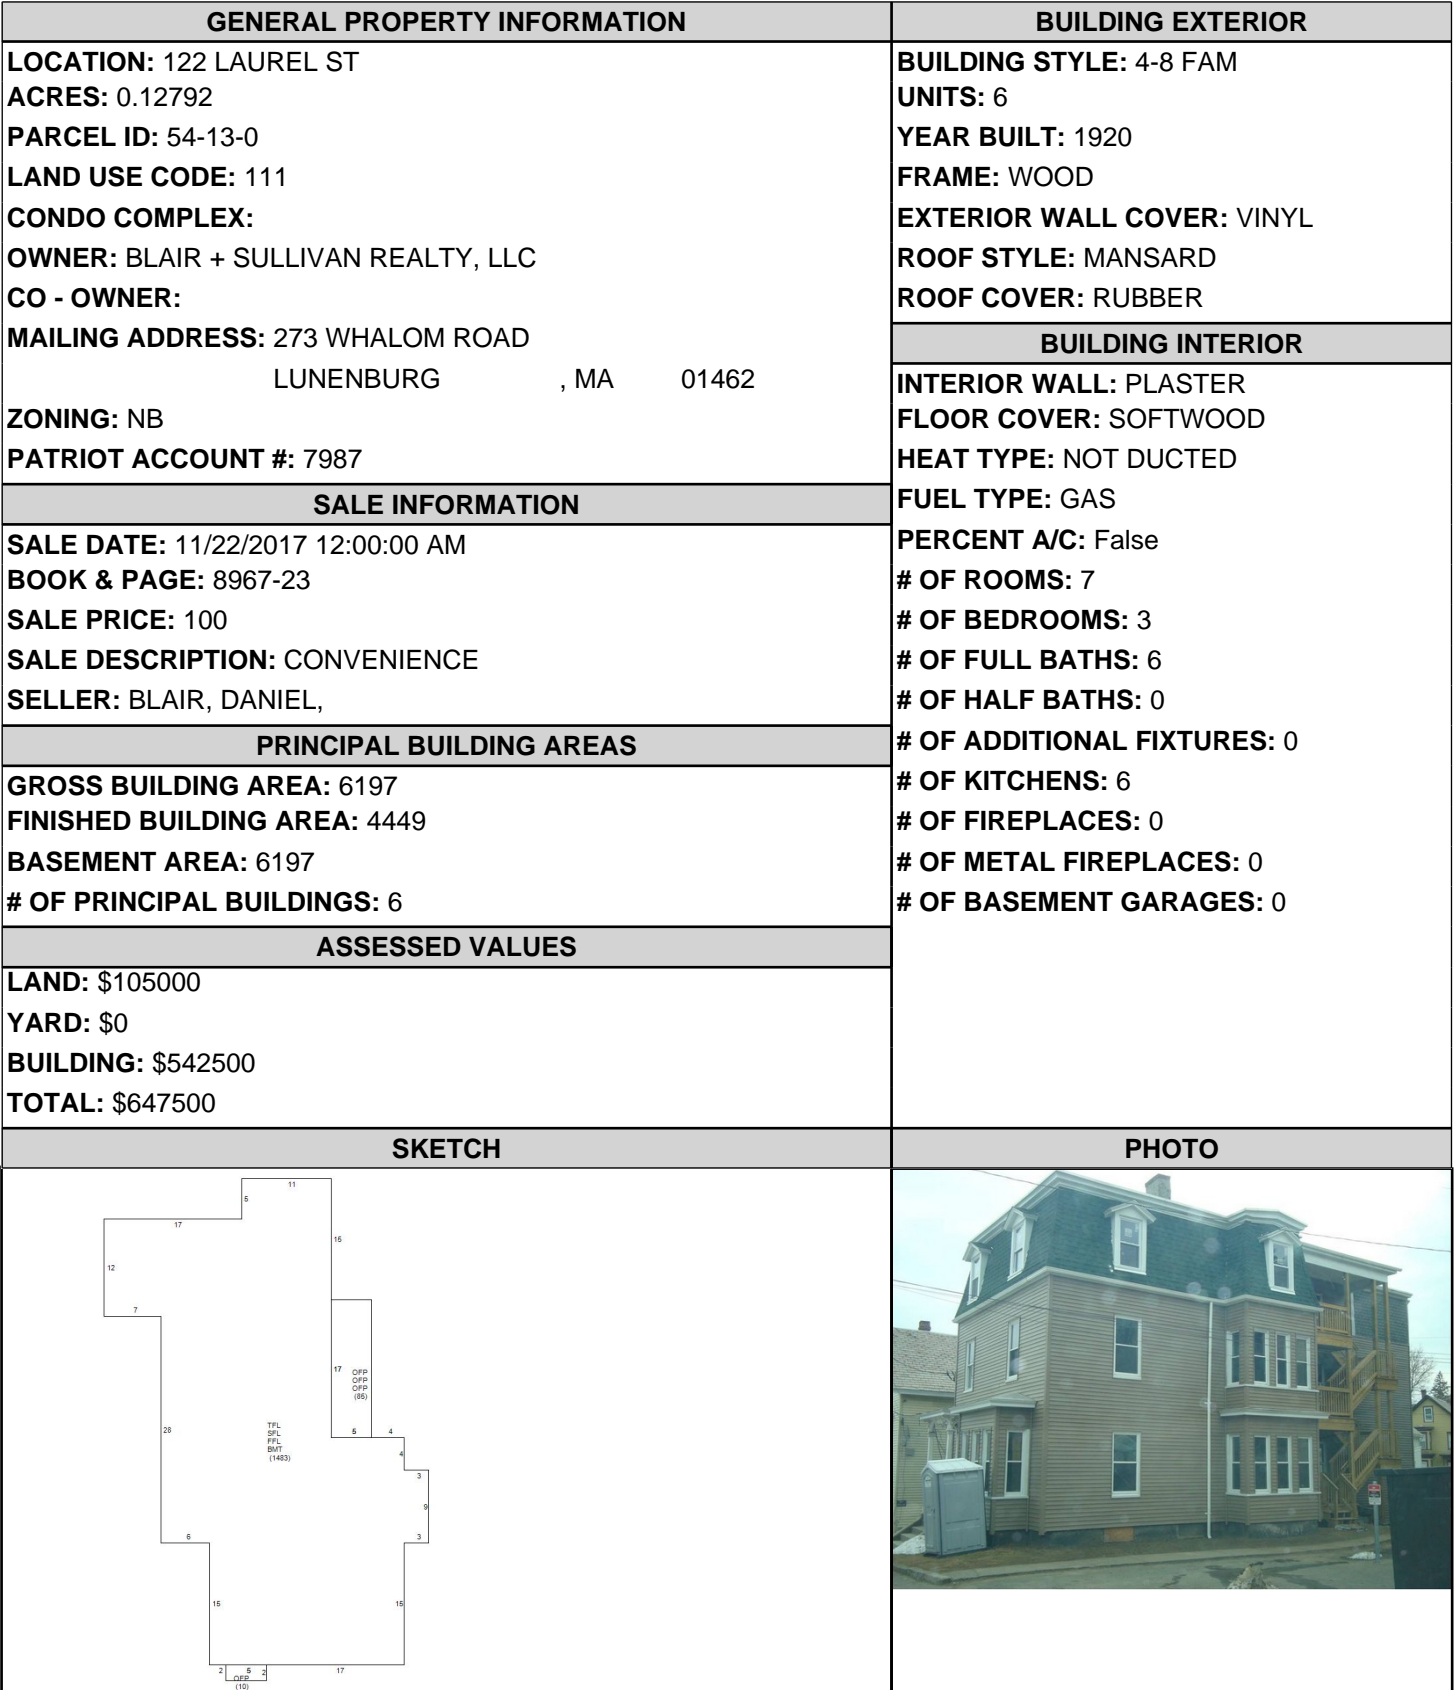 GENERAL PROPERTY INFORMATION
LOCATION: 122 LAUREL ST
ACRES: 0.12792
PARCEL ID: 54-13-0
LAND USE CODE: 111
CONDO COMPLEX:
OWNER: BLAIR + SULLIVAN REALTY, LLC
CO - OWNER:
MAILING ADDRESS: 273 WHALOM ROAD
LUNENBURG , MA 01462
ZONING: NB
PATRIOT ACCOUNT #: 7987
SALE INFORMATION
SALE DATE: 11/22/2017 12:00:00 AM
BOOK & PAGE: 8967-23
SALE PRICE: 100
SALE DESCRIPTION: CONVENIENCE
SELLER: BLAIR, DANIEL,
PRINCIPAL BUILDING AREAS
GROSS BUILDING AREA: 6197
FINISHED BUILDING AREA: 4449
BASEMENT AREA: 6197
# OF PRINCIPAL BUILDINGS: 6
ASSESSED VALUES
LAND: $105000
YARD: $0
BUILDING: $542500
TOTAL: $647500
BUILDING EXTERIOR
BUILDING STYLE: 4-8 FAM
UNITS: 6
YEAR BUILT: 1920
FRAME: WOOD
EXTERIOR WALL COVER: VINYL
ROOF STYLE: MANSARD
ROOF COVER: RUBBER
BUILDING INTERIOR
INTERIOR WALL: PLASTER
FLOOR COVER: SOFTWOOD
HEAT TYPE: NOT DUCTED
FUEL TYPE: GAS
PERCENT A/C: False
# OF ROOMS: 7
# OF BEDROOMS: 3
# OF FULL BATHS: 6
# OF HALF BATHS: 0
# OF ADDITIONAL FIXTURES: 0
# OF KITCHENS: 6
# OF FIREPLACES: 0
# OF METAL FIREPLACES: 0
# OF BASEMENT GARAGES: 0
SKETCH
11
5
17
15
12
7
17
OFP
OFP
OFP
(85)
28
TFL
SFL
FFL
BMT
(1483)
5 4
4
3
9
6
3
15
15
2 5 2 17
OFP
(10)
PHOTO